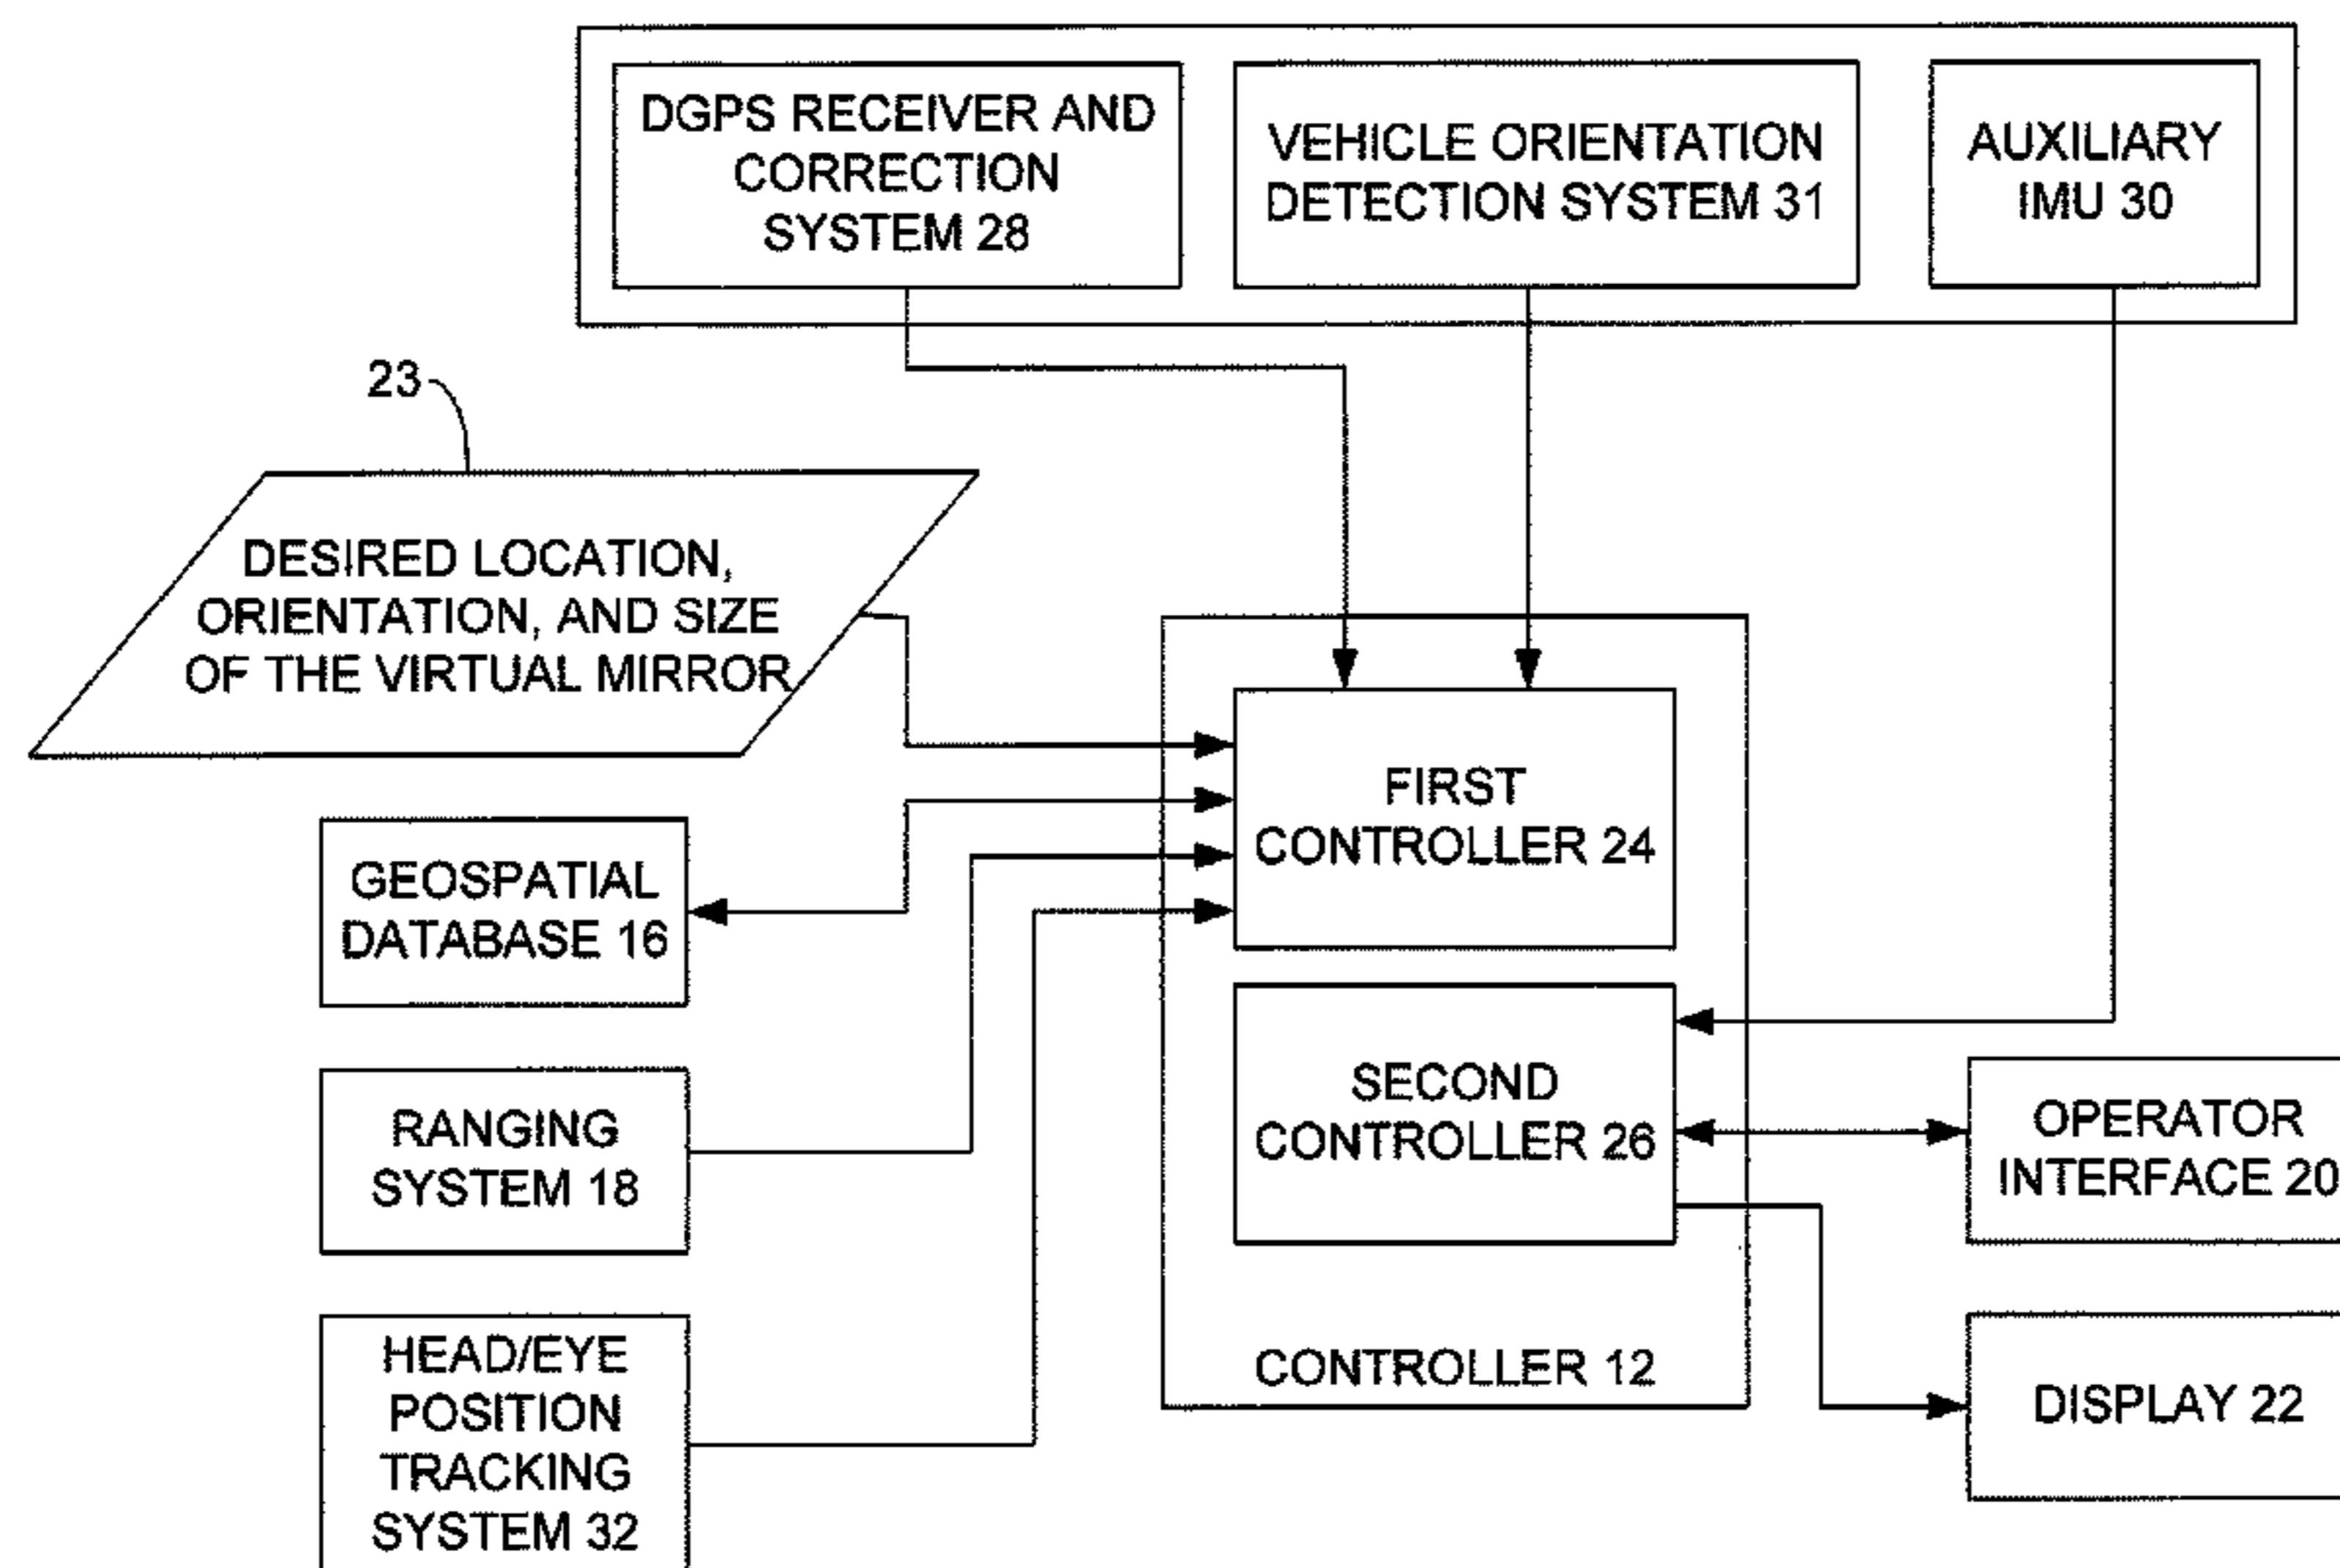 DGPS RECEIVER AND
CORRECTION
SYSTEM 28
VEHICLE ORIENTATION
DETECTION SYSTEM 31
AUXILIARY
IMU 30
23
DESIRED LOCATION,
ORIENTATION, AND SIZE
OF THE VIRTUAL MIRROR
FIRST
CONTROLLER 24
GEOSPATIAL
DATABASE 16
SECOND
CONTROLLER 26
RANGING
SYSTEM 18
OPERATOR
INTERFACE 20
HEAD/EYE
POSITION
TRACKING
SYSTEM 32
CONTROLLER 12
DISPLAY 22